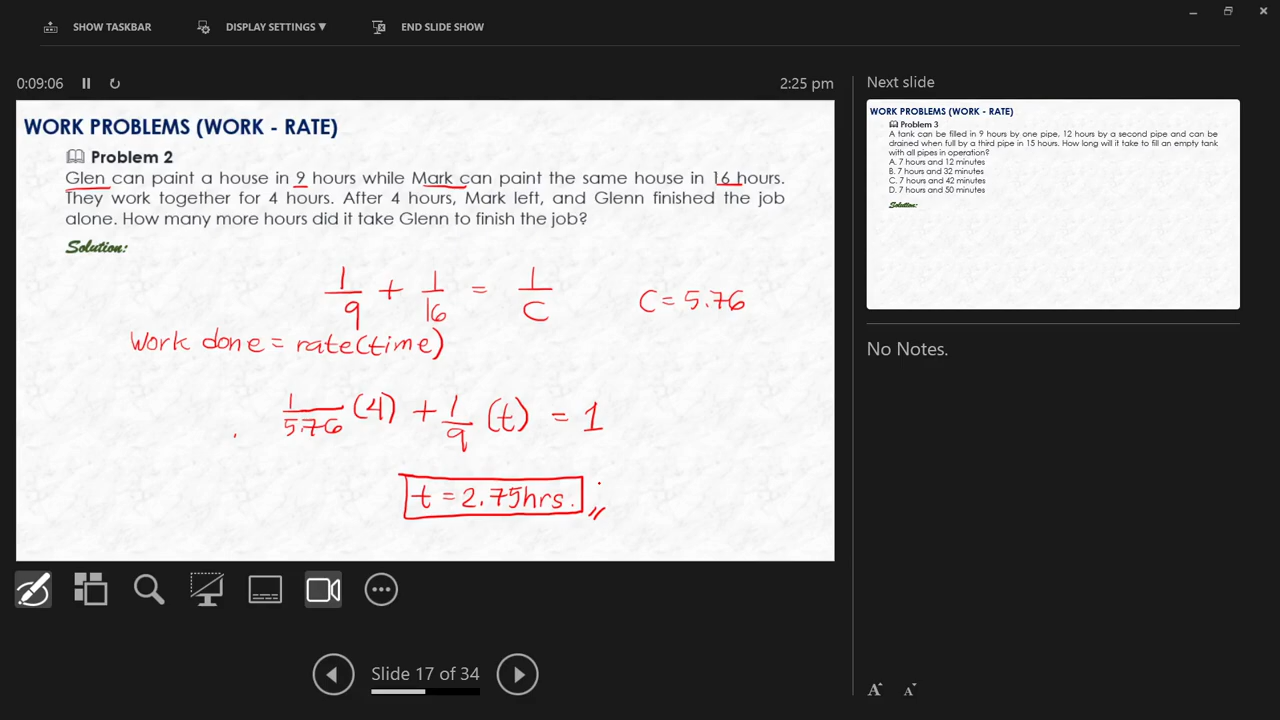 SHOW TASKBAR
DISPLAY SETTINGS ▼
END SLIDE SHOW
0:09:06
2:25 pm
WORK PROBLEMS (WORK - RATE)
Problem 2
Glen can paint a house in 9 hours while Mark can paint the same house in 16 hours.
They work together for 4 hours. After 4 hours, Mark left, and Glenn finished the job
alone. How many more hours did it take Glenn to finish the job?
Solution:
1/9 + 1/16 = 1/C
C = 5.76
Work done = rate(time)
1/5.76 (4) + 1/9 (t) = 1
t = 2.75hrs.
Slide 17 of 34
Next slide
WORK PROBLEMS (WORK - RATE)
Problem 3
A tank can be filled in 9 hours by one pipe, 12 hours by a second pipe and can be
drained when full by a third pipe in 15 hours. How long will it take to fill an empty tank
with all pipes in operation?
A. 7 hours and 12 minutes
B. 7 hours and 32 minutes
C. 7 hours and 42 minutes
D. 7 hours and 50 minutes
Solution:
No Notes.
A A